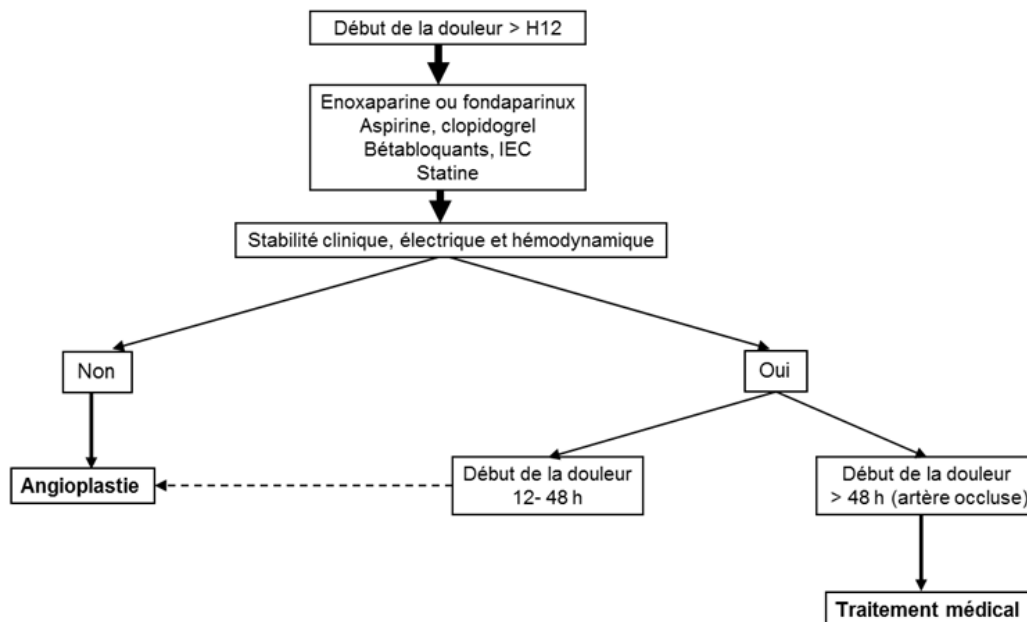 Début de la douleur > H12
Enoxaparine ou fondaparinux
Aspirine, clopidogrel
Bétabloquants, IEC
Statine
Stabilité clinique, électrique et hémodynamique
Non
Oui
Angioplastie
Début de la douleur
12- 48 h
Début de la douleur
> 48 h (artère occluse)
Traitement médical